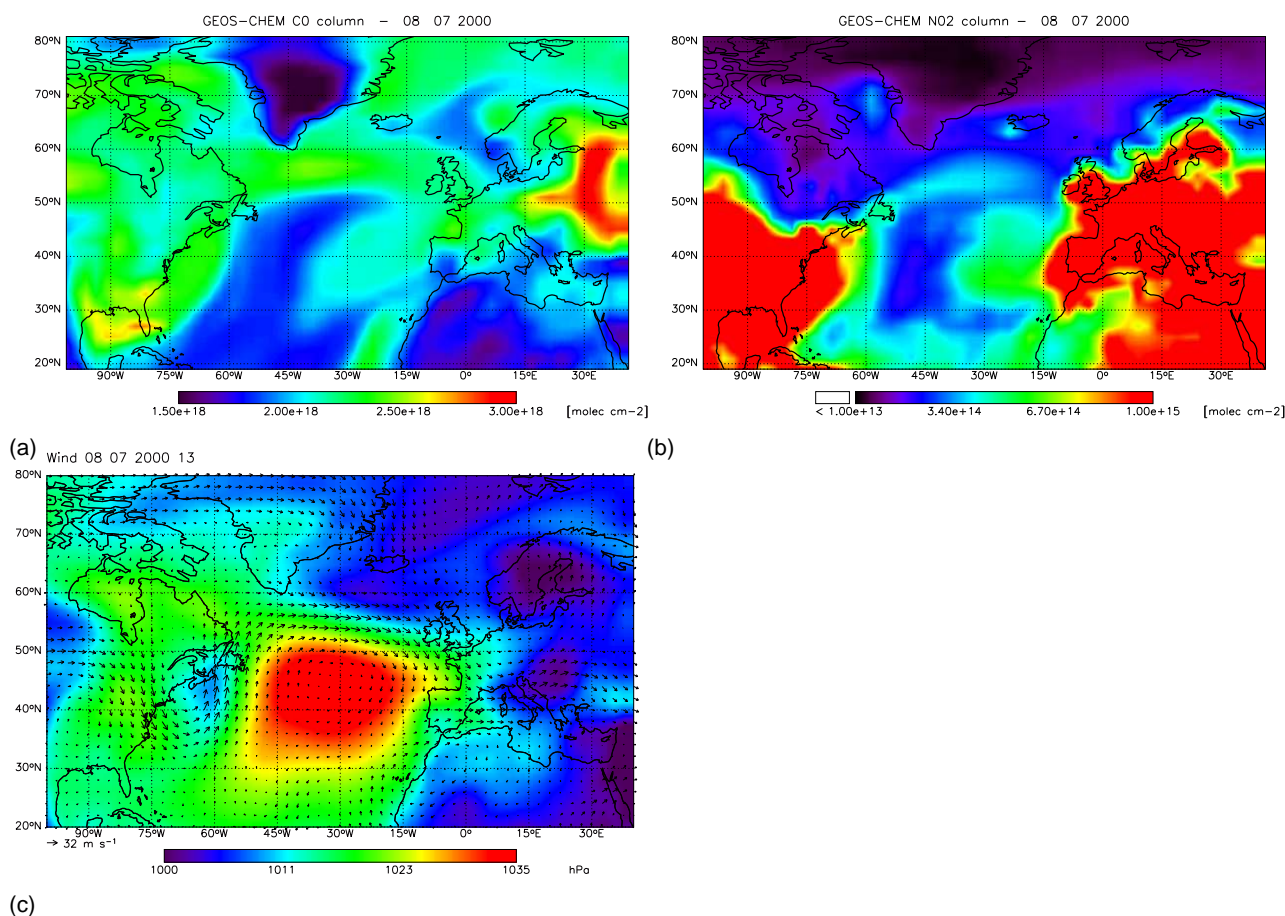 GEOS-CHEM CO column - 08 07 2000
80°N
70°N
60°N
50°N
40°N
30°N
20°N
90°W 75°W 60°W 45°W 30°W 15°W 0°E 15°E 30°E
1.50e+18 2.00e+18 2.50e+18 3.00e+18 [molec cm-2]
(a)
GEOS-CHEM NO2 column - 08 07 2000
80°N
70°N
60°N
50°N
40°N
30°N
20°N
90°W 75°W 60°W 45°W 30°W 15°W 0°E 15°E 30°E
< 1.00e+13 3.40e+14 6.70e+14 1.00e+15 [molec cm-2]
(b)
Wind 08 07 2000 13
80°N
70°N
60°N
50°N
40°N
30°N
20°N
90°W 75°W 60°W 45°W 30°W 15°W 0°E 15°E 30°E
→ 32 m s⁻¹
1000 1011 1023 1035 hPa
(c)